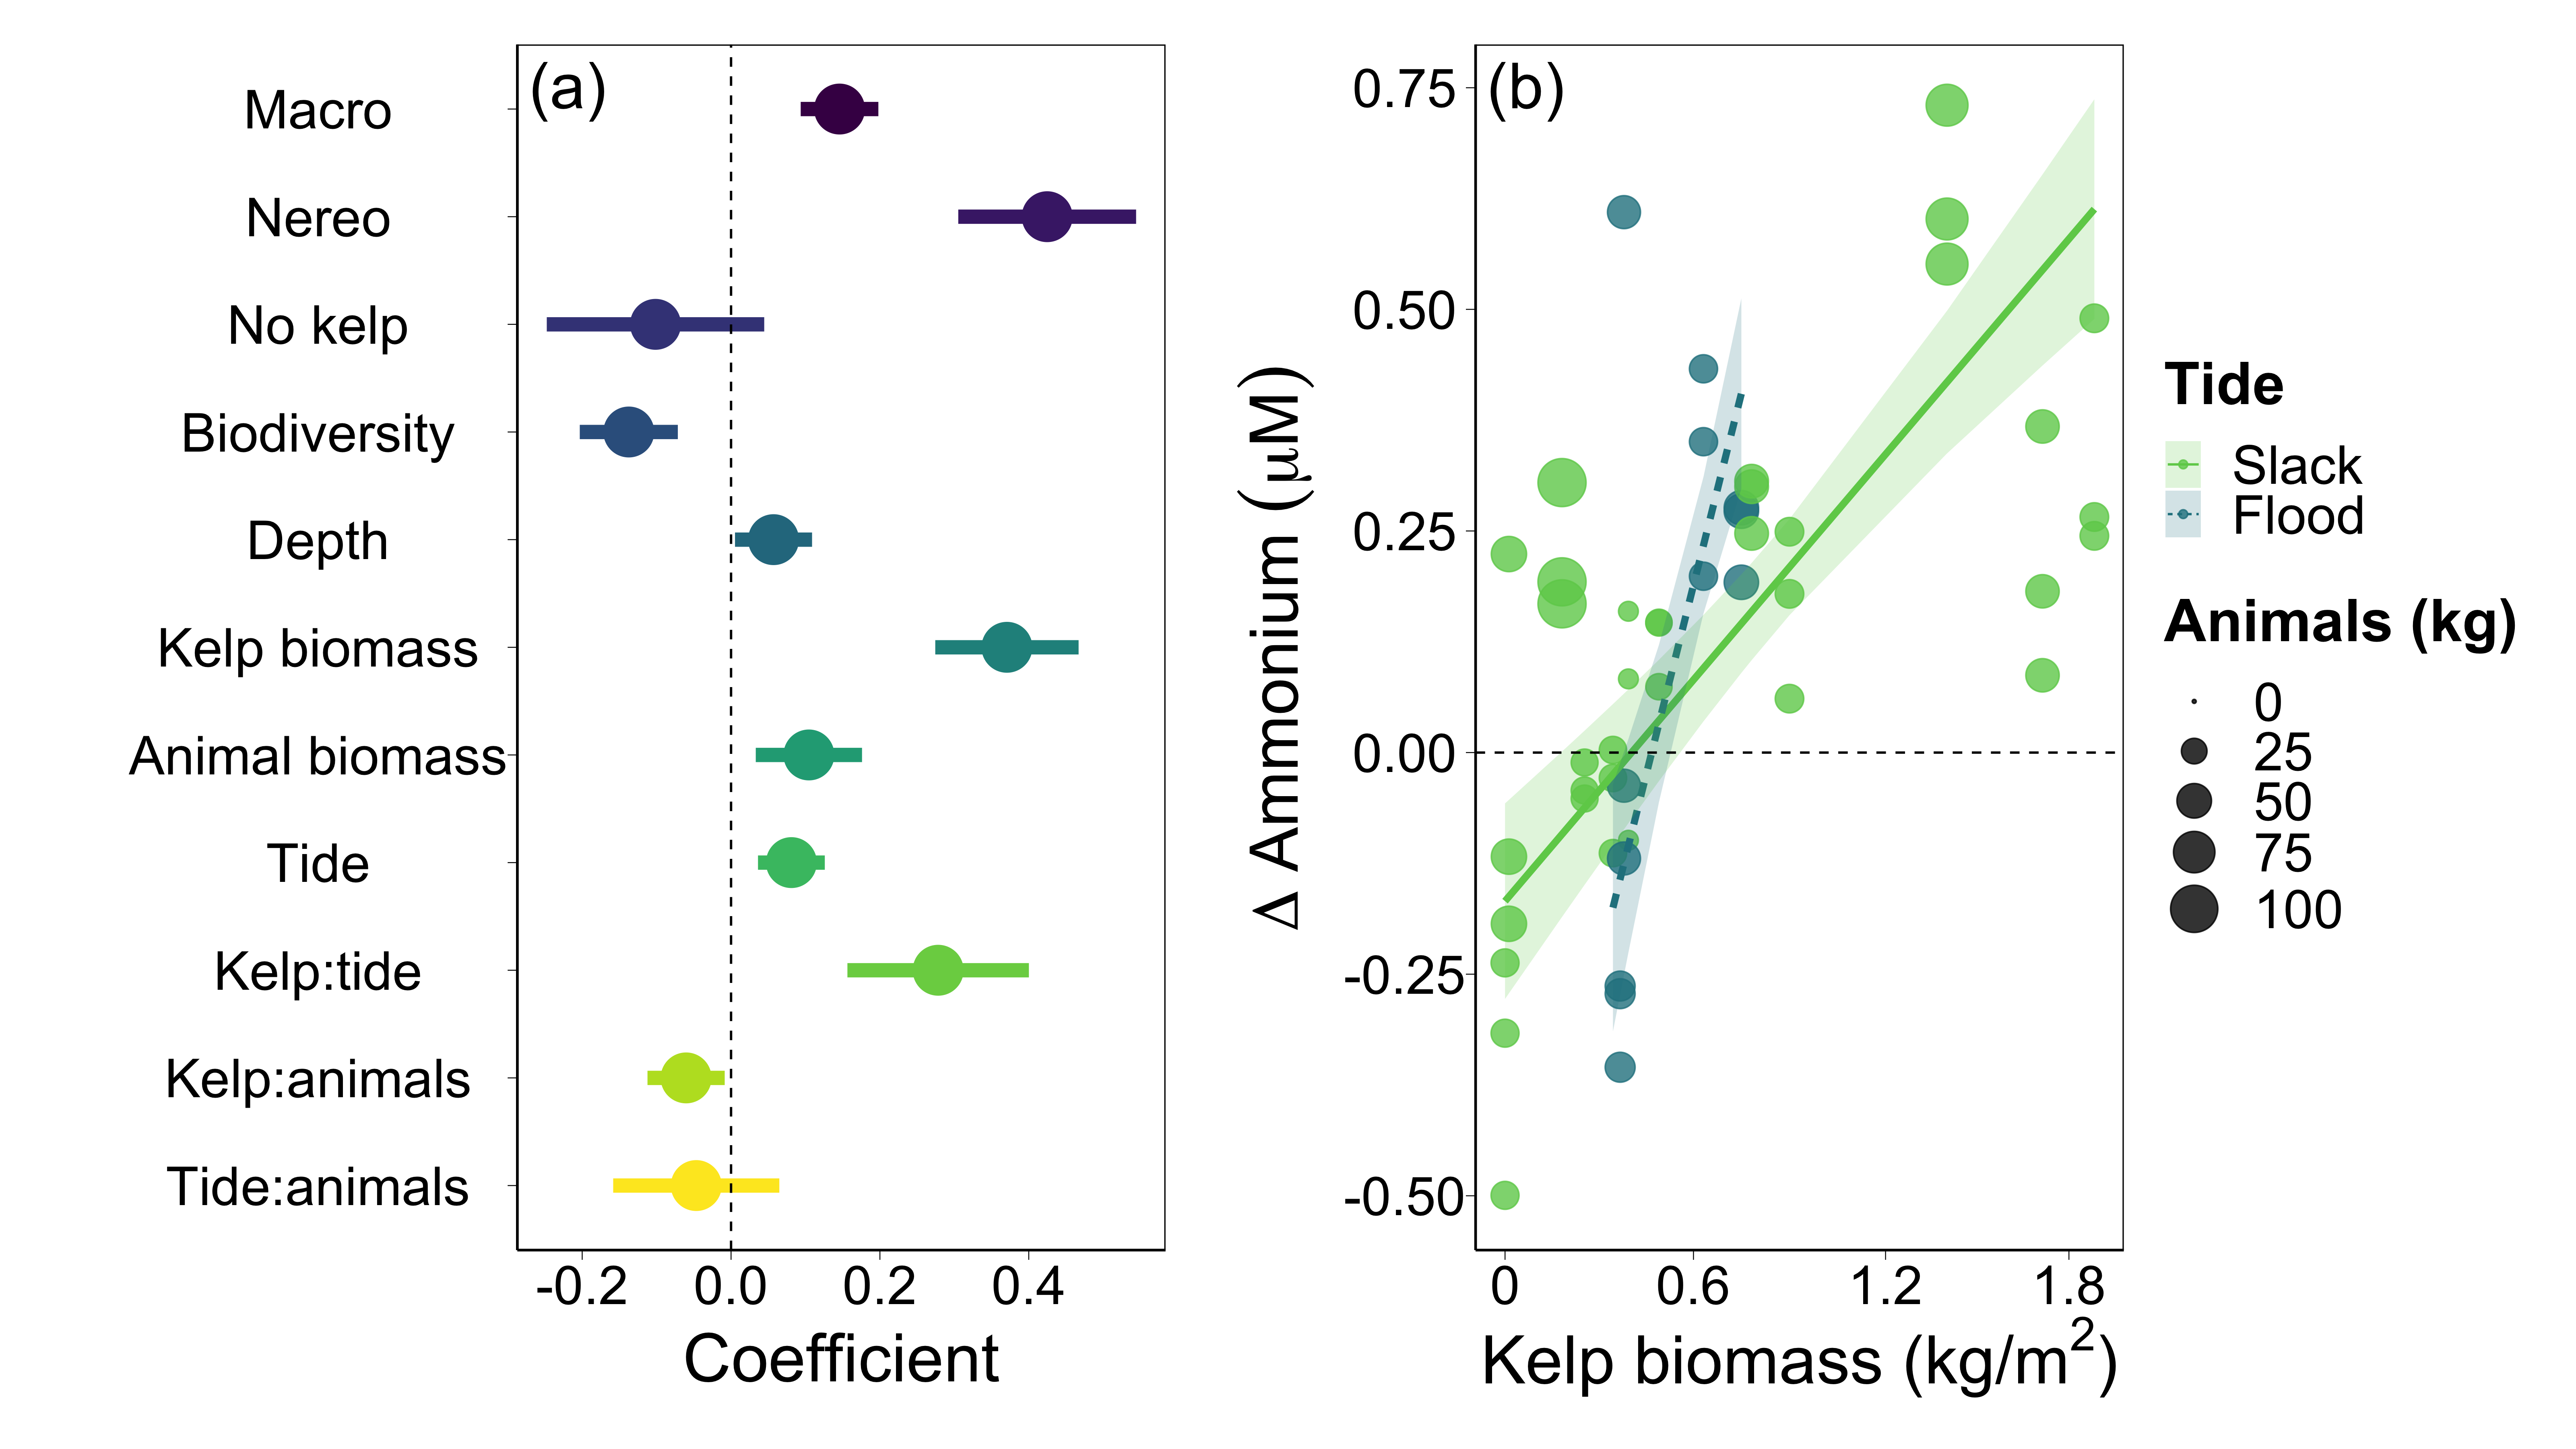 (a)
Macro
Nereo
No kelp
Biodiversity
Depth
Kelp biomass
Animal biomass
Tide
Kelp:tide
Kelp:animals
Tide:animals
-0.2 0.0 0.2 0.4
Coefficient
(b)
0.75
0.50
0.25
0.00
-0.25
-0.50
Δ Ammonium (μM)
0 0.6 1.2 1.8
Kelp biomass (kg/m²)
Tide
Slack
Flood
Animals (kg)
0
25
50
75
100